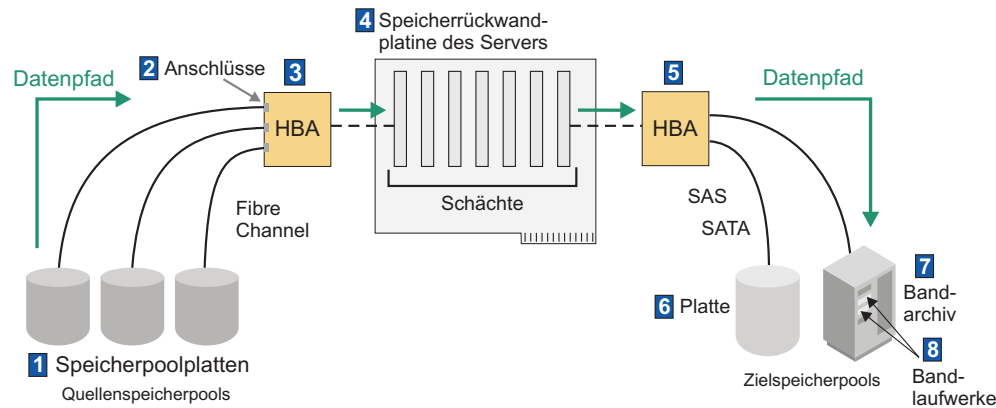 4 Speicherrückwand-
platine des Servers
Datenpfad
2 Anschlüsse
3
HBA
5
HBA
Datenpfad
Schächte
Fibre
Channel
SAS
SATA
1 Speicherpoolplatten
Quellenspeicherpools
6 Platte
7
Band-
archiv
8
Band-
laufwerke
Zielspeicherpools